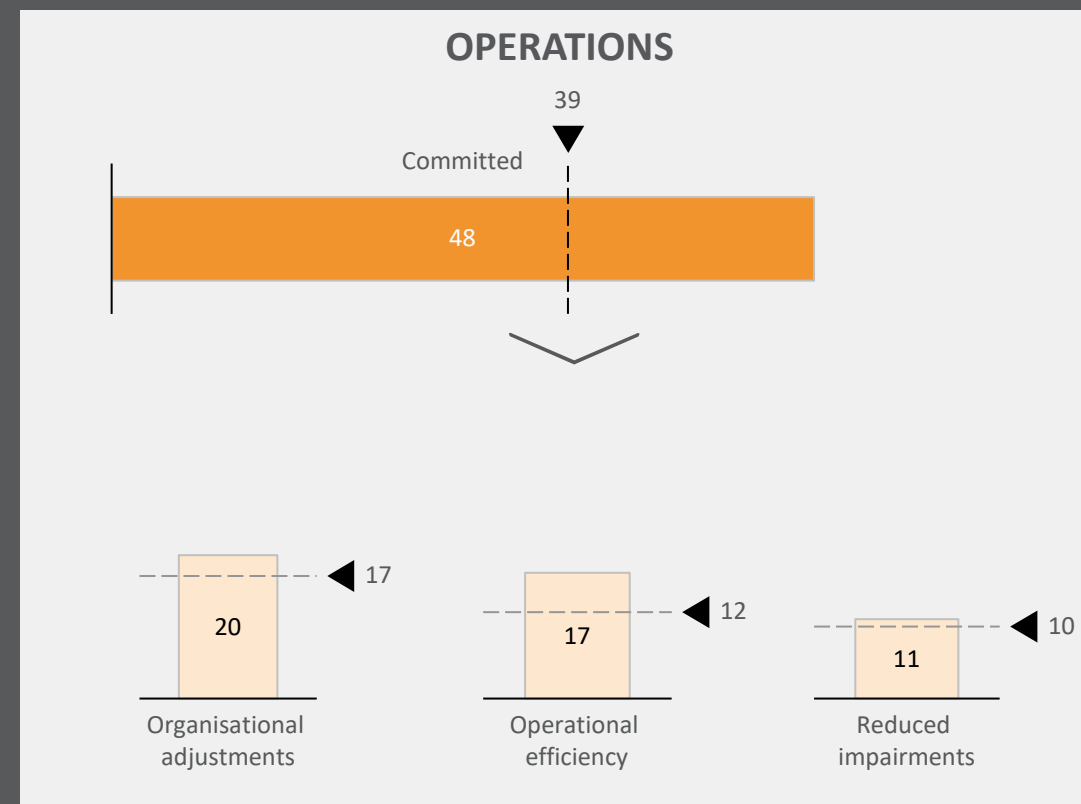 OPERATIONS
39
Committed
48
17
20
12
17
10
11
Organisational
adjustments
Operational
efficiency
Reduced
impairments